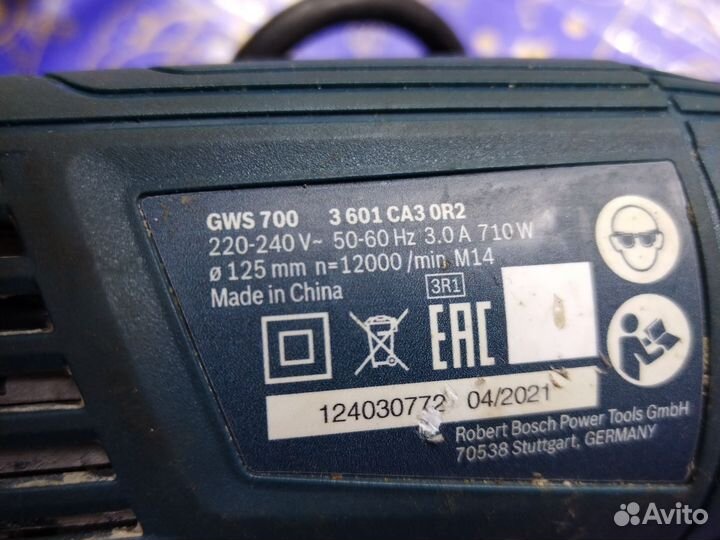 GWS 700 3 601 CA3 0R2
220-240 V~ 50-60 Hz 3.0 A 710 W
ø 125 mm n=12000 /min M14
Made in China
3R1
EAC
124030772 04/2021
Robert Bosch Power Tools GmbH
70538 Stuttgart, GERMANY
Avito